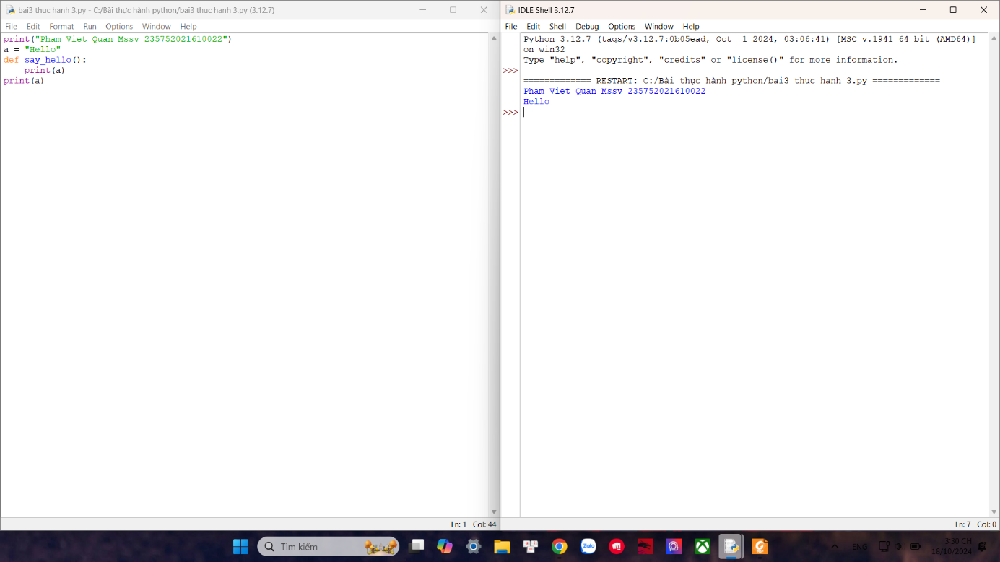 bai3 thuc hanh 3.py - C:/Bài thực hành python/bai3 thuc hanh 3.py (3.12.7)
File Edit Format Run Options Window Help
print("Pham Viet Quan Mssv 235752021610022")
a = "Hello"
def say_hello():
    print(a)
print(a)
Ln: 1 Col: 44
IDLE Shell 3.12.7
File Edit Shell Debug Options Window Help
Python 3.12.7 (tags/v3.12.7:0b05ead, Oct  1 2024, 03:06:41) [MSC v.1941 64 bit (AMD64)]
on win32
Type "help", "copyright", "credits" or "license()" for more information.
>>>
============= RESTART: C:/Bài thực hành python/bai3 thuc hanh 3.py =============
Pham Viet Quan Mssv 235752021610022
Hello
>>>
Ln: 7 Col: 0
Tìm kiếm
Zalo
ENG
3:30 CH
18/10/2024